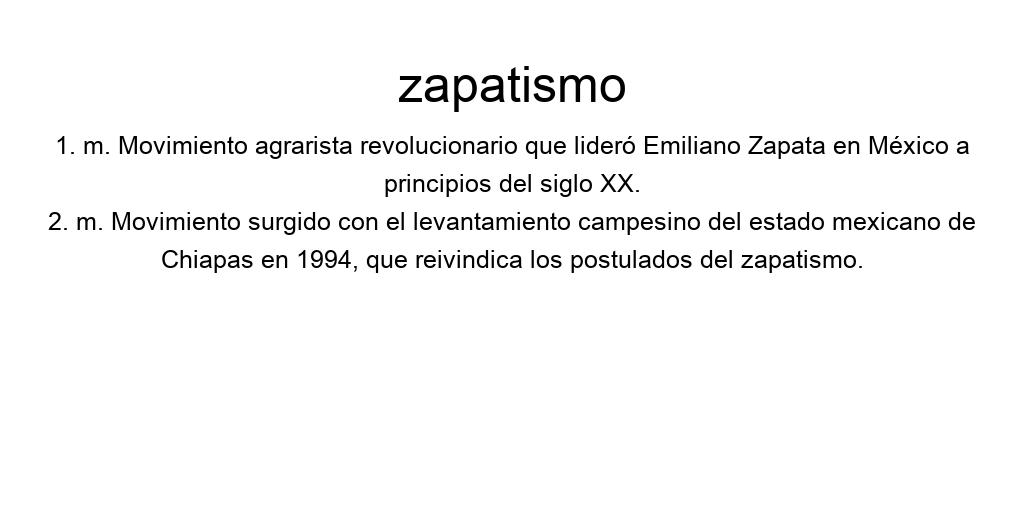 zapatismo
1. m. Movimiento agrarista revolucionario que lideró Emiliano Zapata en México a
principios del siglo XX.
2. m. Movimiento surgido con el levantamiento campesino del estado mexicano de
Chiapas en 1994, que reivindica los postulados del zapatismo.